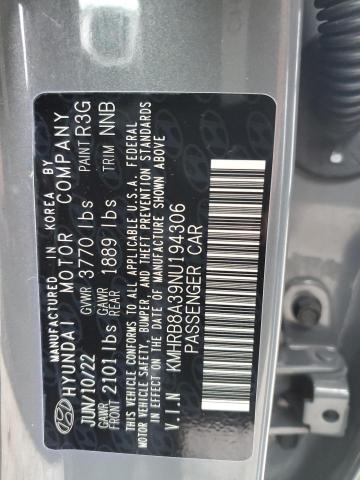 MANUFACTURED IN KOREA BY
HYUNDAI MOTOR COMPANY
JUN/10/22 GVWR 3770 lbs PAINT R3G
GAWR FRONT 2101 lbs GAWR REAR 1889 lbs TRIM NNB
THIS VEHICLE CONFORMS TO ALL APPLICABLE U.S.A. FEDERAL
MOTOR VEHICLE SAFETY, BUMPER, AND THEFT PREVENTION STANDARDS
IN EFFECT ON THE DATE OF MANUFACTURE SHOWN ABOVE
V.I.N KMHRB8A39NU194306
PASSENGER CAR